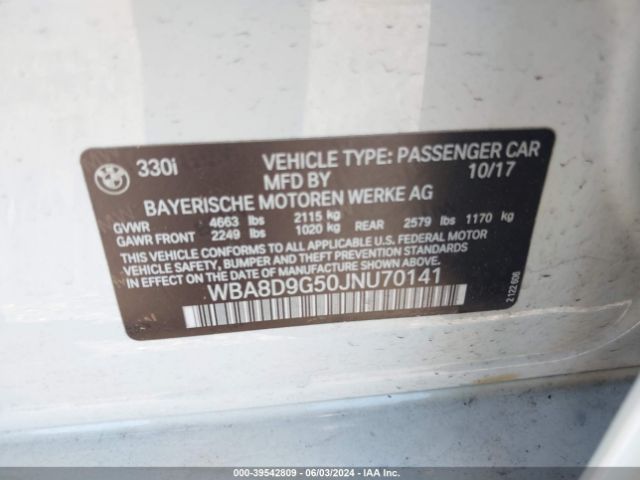 330i VEHICLE TYPE: PASSENGER CAR
MFD BY 10/17
BAYERISCHE MOTOREN WERKE AG
GVWR 4663 lbs 2115 kg
GAWR FRONT 2249 lbs 1020 kg REAR 2579 lbs 1170 kg
THIS VEHICLE CONFORMS TO ALL APPLICABLE U.S. FEDERAL MOTOR
VEHICLE SAFETY, BUMPER AND THEFT PREVENTION STANDARDS
IN EFFECT ON THE DATE OF MANUFACTURE SHOWN ABOVE.
WBA8D9G50JNU70141
2 122 606
000-39542809 - 06/03/2024 - IAA Inc.